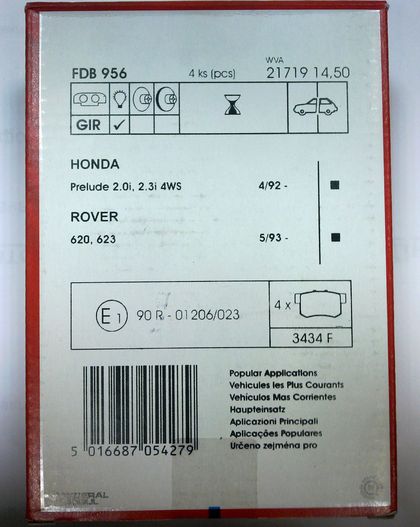 FDB 956 4 ks (pcs) WVA 21719 14,50
GIR ✓
HONDA
Prelude 2.0i, 2.3i 4WS 4/92 - ■
ROVER
620, 623 5/93 - ■
E1 90 R - 01206/023 4 x
3434 F
Popular Applications
Vehicules les Plus Courants
Vehiculos Mas Corrientes
Haupteinsatz
Aplicazioni Principali
Aplicações Populares
Určeno zejména pro
5 016687 054279